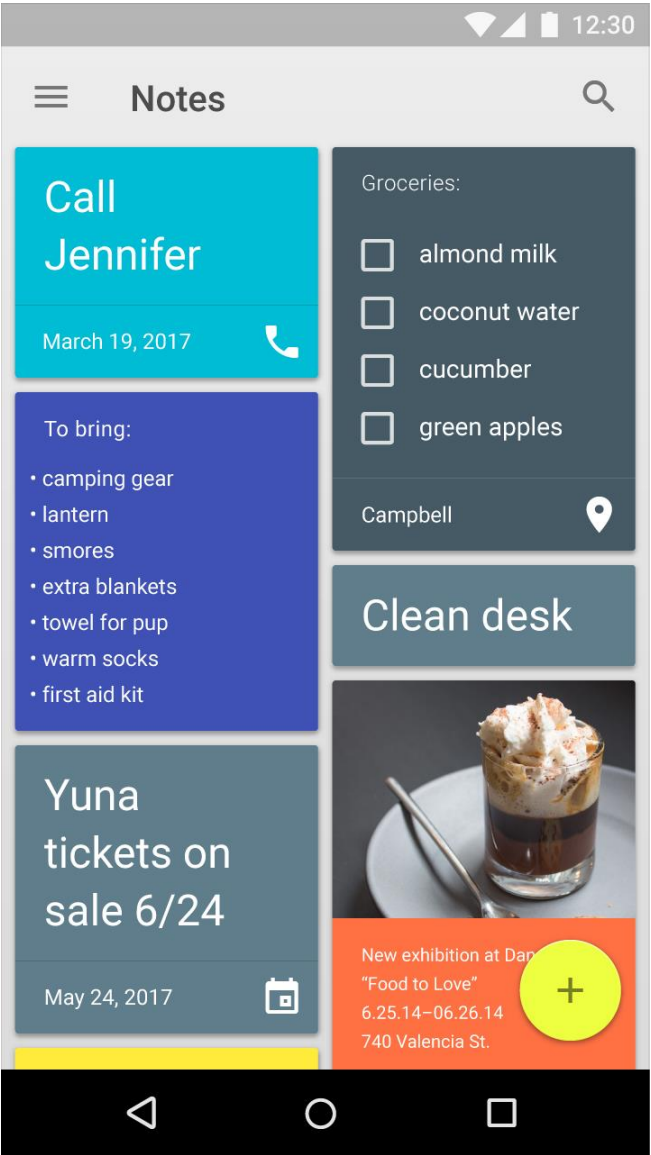 12:30
Notes
Call
Jennifer
March 19, 2017
To bring:
• camping gear
• lantern
• smores
• extra blankets
• towel for pup
• warm socks
• first aid kit
Yuna
tickets on
sale 6/24
May 24, 2017
Groceries:
almond milk
coconut water
cucumber
green apples
Campbell
Clean desk
New exhibition at
“Food to Love”
6.25.14–06.26.14
740 Valencia St.